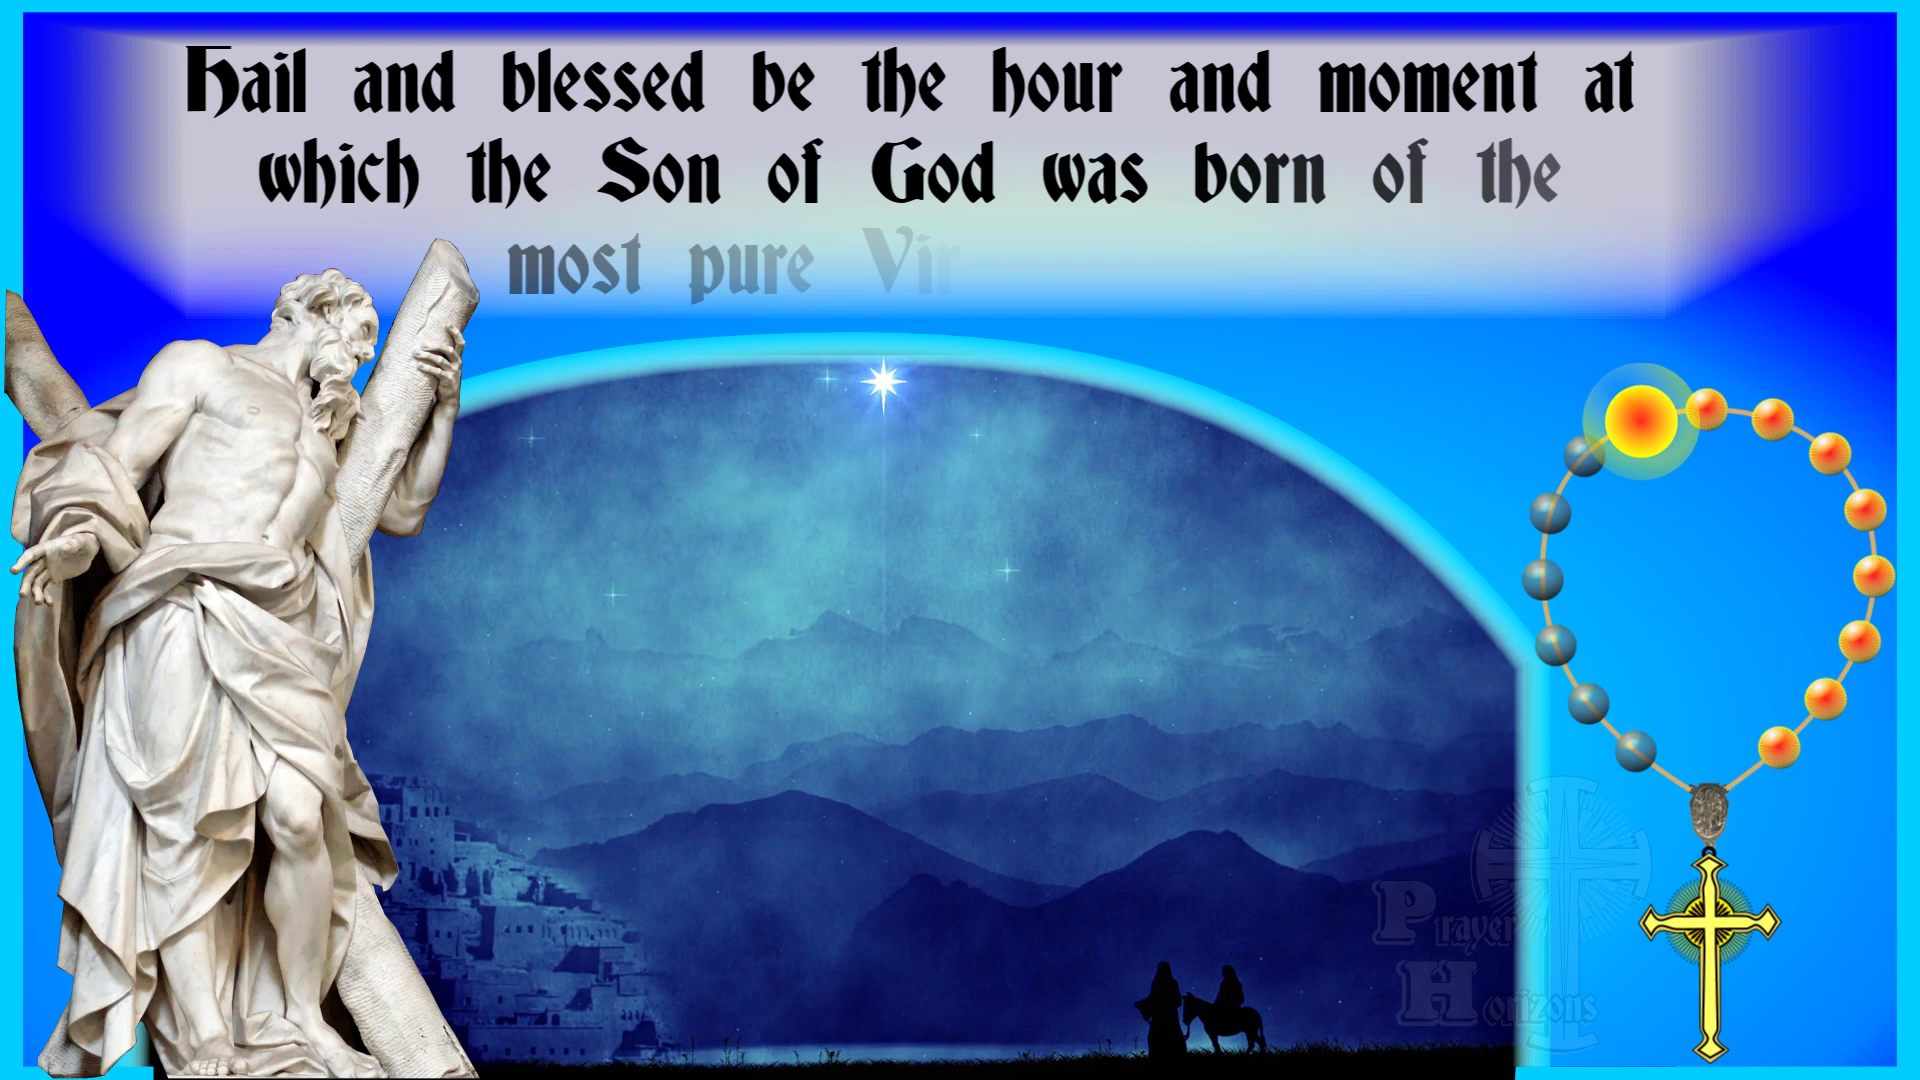 Hail and blessed be the hour and moment at
which the Son of God was born of the
most pure Vir
Prayer
Horizons